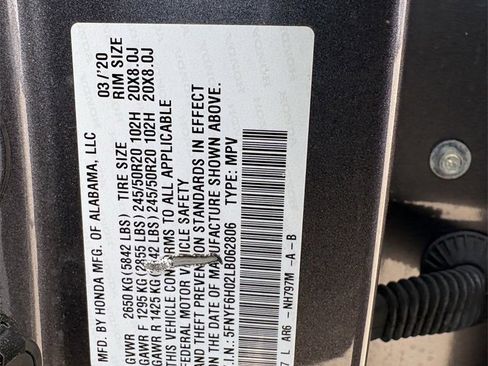 MFD. BY HONDA MFG. OF ALABAMA, LLC 03/'20
GVWR 2650 KG (5842 LBS) TIRE SIZE RIM SIZE
GAWR F 1295 KG (2855 LBS) 245/50R20 102H 20X8.0J
GAWR R 1425 KG (3142 LBS) 245/50R20 102H 20X8.0J
THIS VEHICLE CONFORMS TO ALL APPLICABLE
FEDERAL MOTOR VEHICLE SAFETY
AND THEFT PREVENTION STANDARDS IN EFFECT
ON THE DATE OF MANUFACTURE SHOWN ABOVE.
V.I.N.: 5FNYF6H02LB062806 TYPE: MPV
7 L AR6- NH797M -A -B